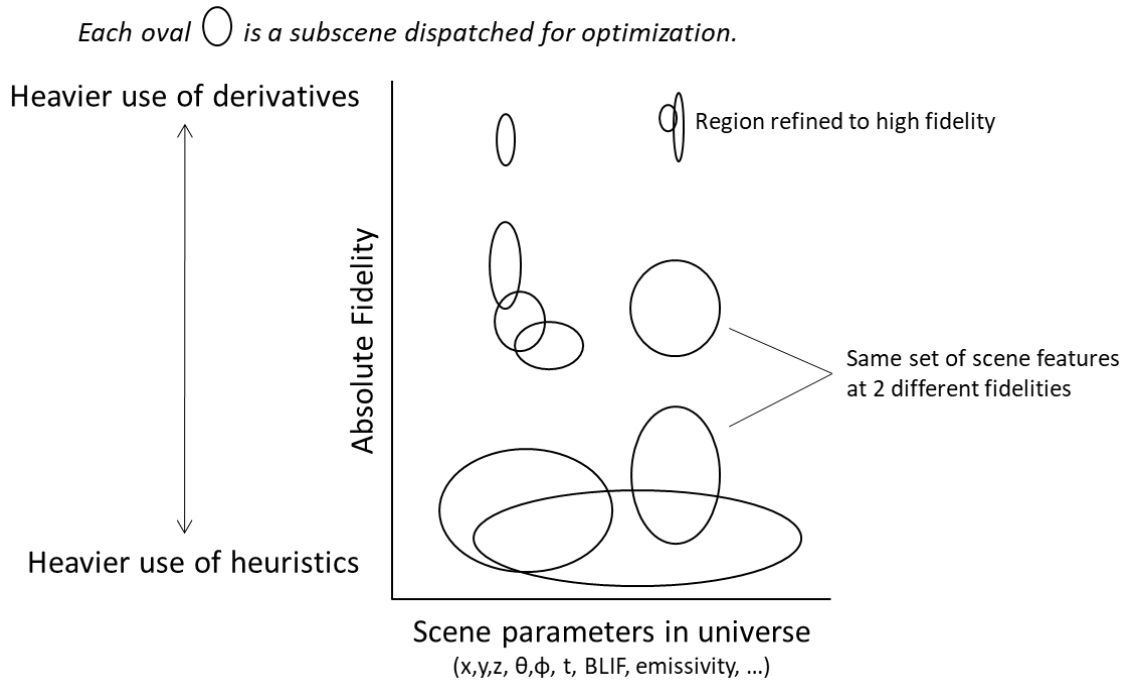 Each oval is a subscene dispatched for optimization.
Heavier use of derivatives
Region refined to high fidelity
Absolute Fidelity
Same set of scene features
at 2 different fidelities
Heavier use of heuristics
Scene parameters in universe
(x,y,z, θ,ϕ, t, BLIF, emissivity, ...)